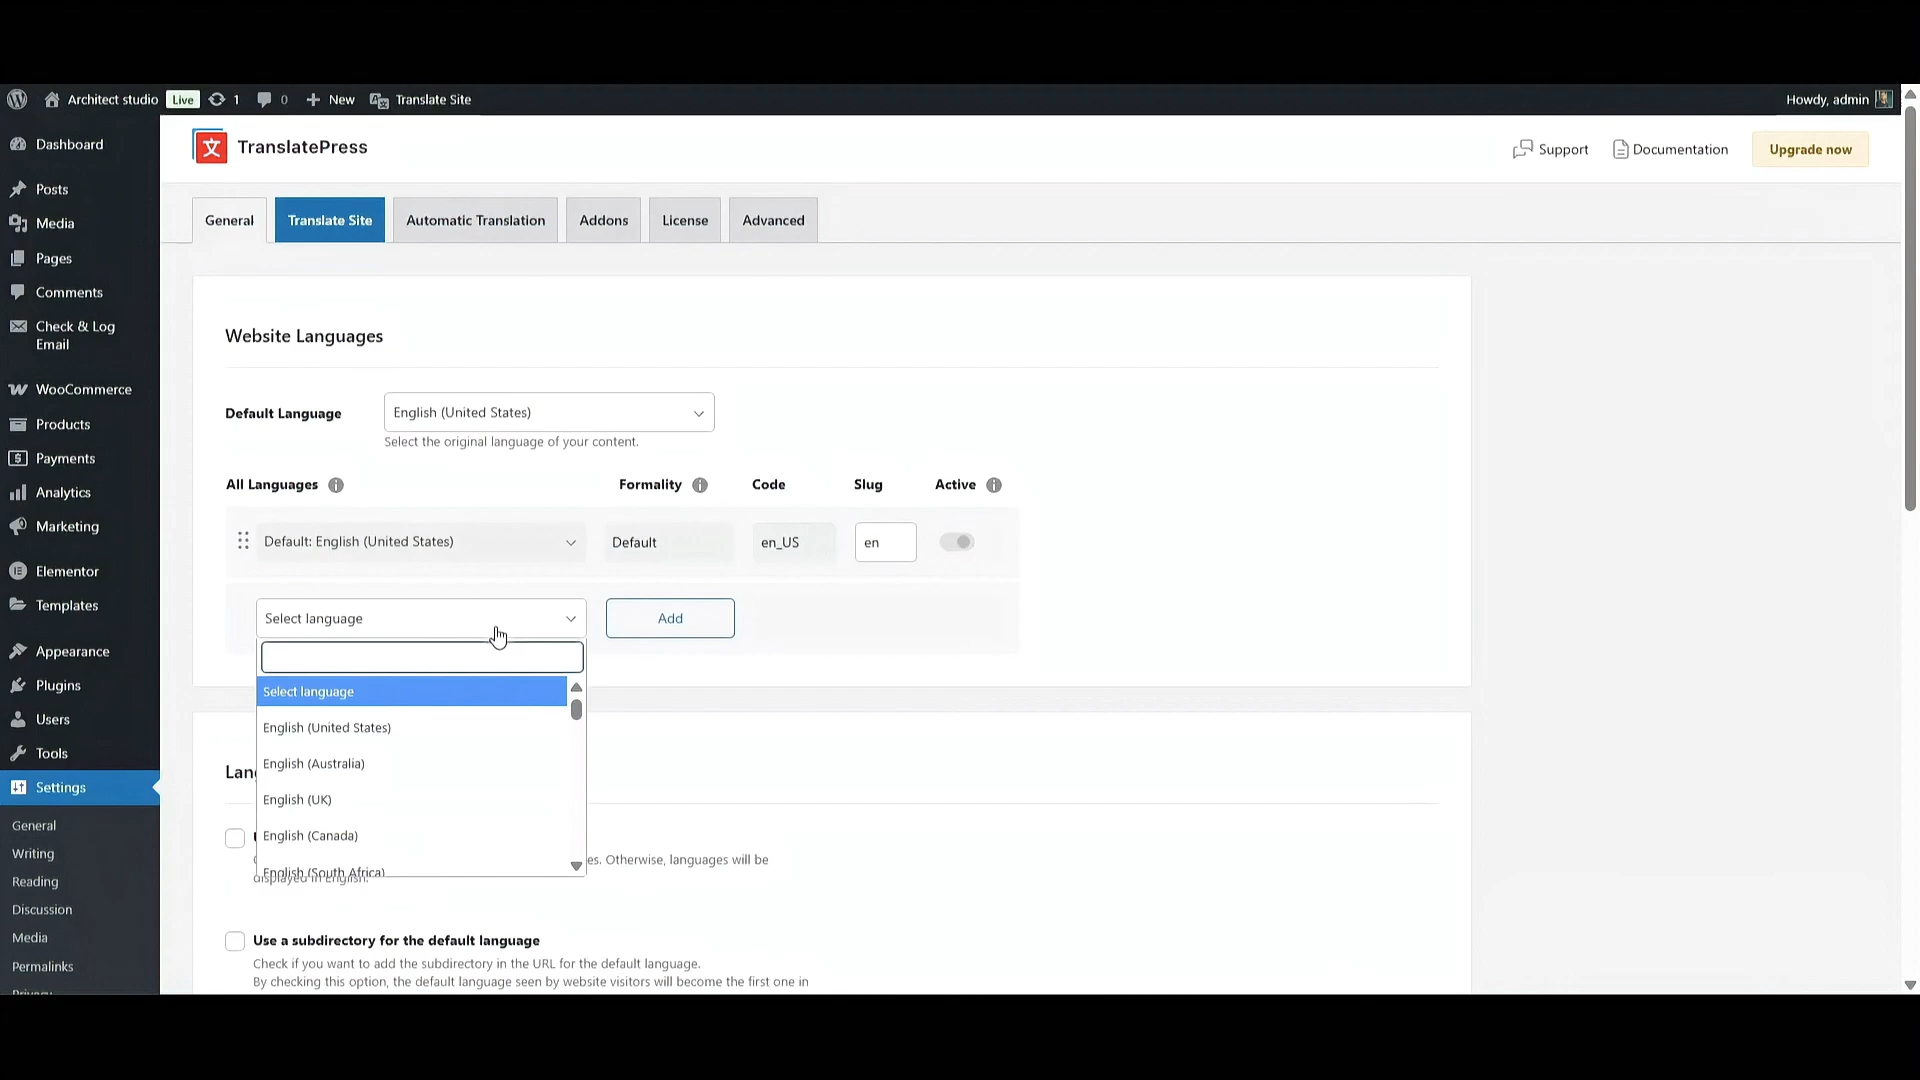 Architect studio Live 1 0 New Translate Site Howdy, admin
Dashboard
Posts
Media
Pages
Comments
Check & Log
Email
WooCommerce
Products
Payments
Analytics
Marketing
Elementor
Templates
Appearance
Plugins
Users
Tools
Settings
General
Writing
Reading
Discussion
Media
Permalinks
TranslatePress
Support Documentation Upgrade now
General Translate Site Automatic Translation Addons License Advanced
Website Languages
Default Language English (United States)
Select the original language of your content.
All Languages Formality Code Slug Active
Default: English (United States) Default en_US en
Select language Add
Select language
English (United States)
English (Australia)
English (UK)
English (Canada)
English (South Africa)
es. Otherwise, languages will be
displayed in English.
Use a subdirectory for the default language
Check if you want to add the subdirectory in the URL for the default language.
By checking this option, the default language seen by website visitors will become the first one in